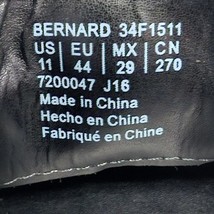 BERNARD 34F1511
US EU MX CN
11 44 29 270
7200047 J16
Made in China
Hecho en China
Fabriqué en Chine